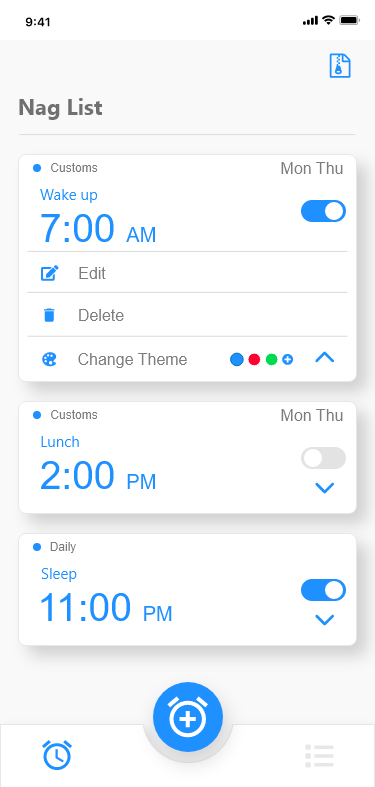 9:41
Nag List
Customs
Mon Thu
Wake up
7:00 AM
Edit
Delete
Change Theme
Customs
Mon Thu
Lunch
2:00 PM
Daily
Sleep
11:00 PM